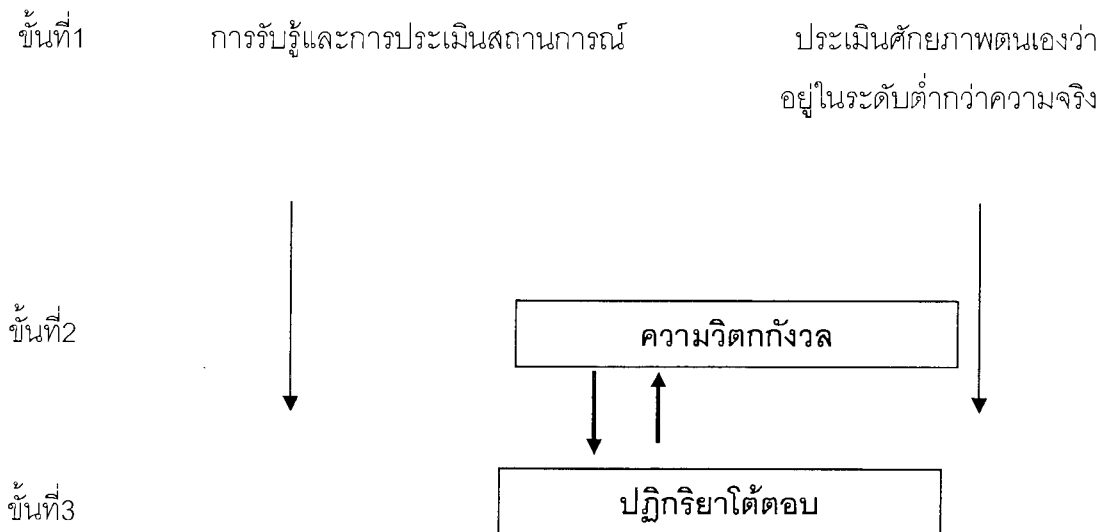 ขั้นที่1 การรับรู้และการประเมินสถานการณ์ ประเมินศักยภาพตนเองว่า
อยู่ในระดับต่ำกว่าความจริง
ขั้นที่2 ความวิตกกังวล
ขั้นที่3 ปฏิกริยาโต้ตอบ